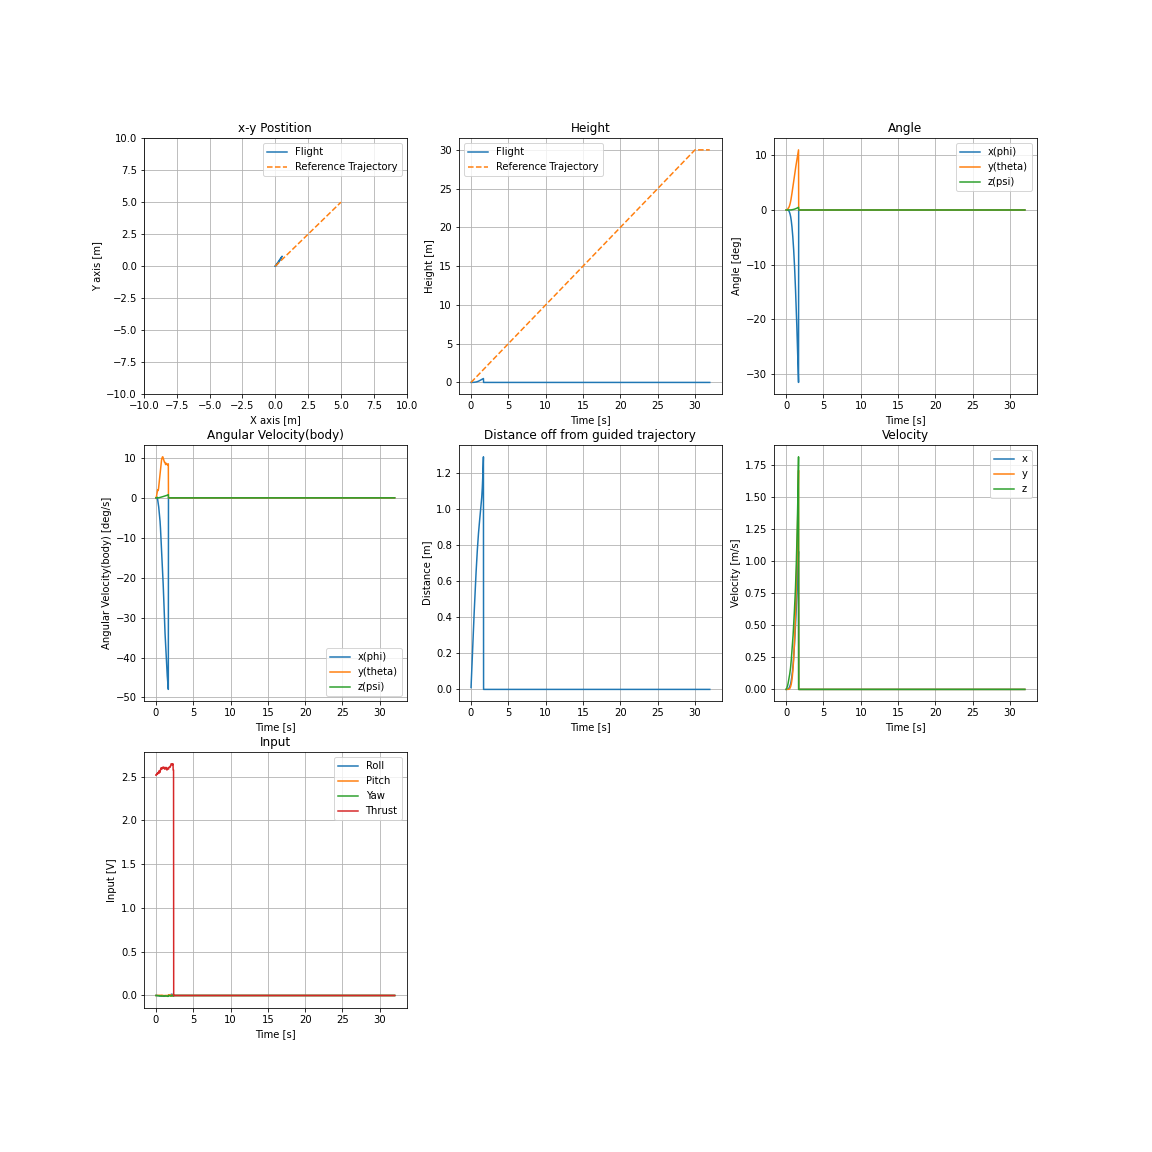 x-y Postition
Flight
Reference Trajectory
10.0
7.5
5.0
2.5
0.0
−2.5
−5.0
−7.5
−10.0
Y axis [m]
−10.0 −7.5 −5.0 −2.5 0.0 2.5 5.0 7.5 10.0
X axis [m]
Height
Flight
Reference Trajectory
30
25
20
15
10
5
0
Height [m]
0 5 10 15 20 25 30
Time [s]
Angle
x(phi)
y(theta)
z(psi)
10
0
−10
−20
−30
Angle [deg]
0 5 10 15 20 25 30
Time [s]
Angular Velocity(body)
10
0
−10
−20
−30
−40
−50
Angular Velocity(body) [deg/s]
x(phi)
y(theta)
z(psi)
0 5 10 15 20 25 30
Time [s]
Distance off from guided trajectory
1.2
1.0
0.8
0.6
0.4
0.2
0.0
Distance [m]
0 5 10 15 20 25 30
Time [s]
Velocity
x
y
z
1.75
1.50
1.25
1.00
0.75
0.50
0.25
0.00
Velocity [m/s]
0 5 10 15 20 25 30
Time [s]
Input
Roll
Pitch
Yaw
Thrust
2.5
2.0
1.5
1.0
0.5
0.0
Input [V]
0 5 10 15 20 25 30
Time [s]